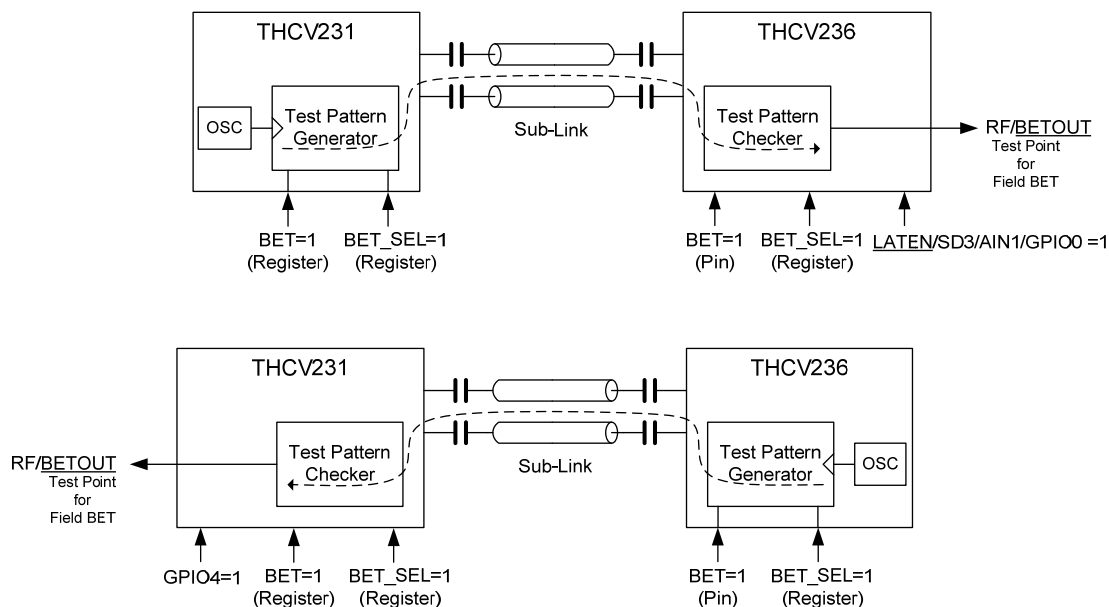 THCV231
THCV236
OSC
Test Pattern
Generator
Sub-Link
Test Pattern
Checker
RF/BETOUT
Test Point
for
Field BET
BET=1
(Register)
BET_SEL=1
(Register)
BET=1
(Pin)
BET_SEL=1
(Register)
LATEN/SD3/AIN1/GPIO0 =1
THCV231
THCV236
RF/BETOUT
Test Point
for
Field BET
Test Pattern
Checker
Sub-Link
Test Pattern
Generator
OSC
GPIO4=1
BET=1
(Register)
BET_SEL=1
(Register)
BET=1
(Pin)
BET_SEL=1
(Register)